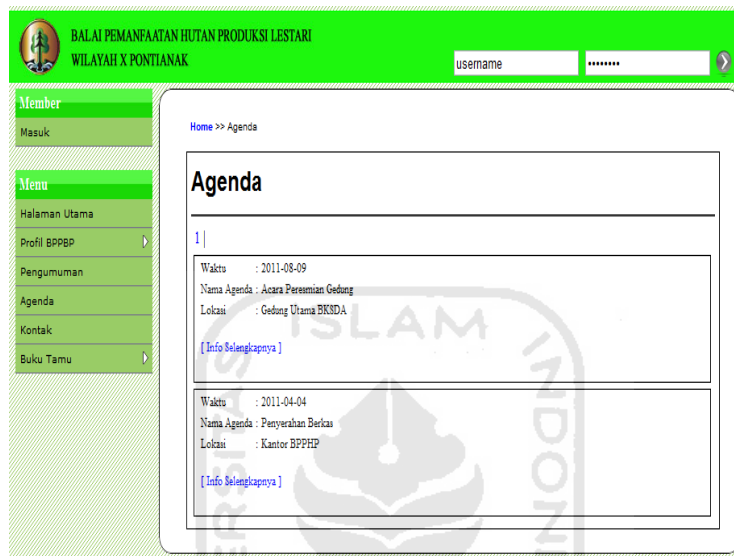 BALAI PEMANFAATAN HUTAN PRODUKSI LESTARI
WILAYAH X PONTIANAK
username
••••••••
Member
Masuk
Menu
Halaman Utama
Profil BPPBP
Pengumuman
Agenda
Kontak
Buku Tamu
Home >> Agenda
Agenda
1 |
Waktu : 2011-08-09
Nama Agenda : Acara Peresmian Gedung
Lokasi : Gedung Utama BKSDA
[ Info Selengkapnya ]
Waktu : 2011-04-04
Nama Agenda : Penyerahan Berkas
Lokasi : Kantor BPPHP
[ Info Selengkapnya ]
ISLAM